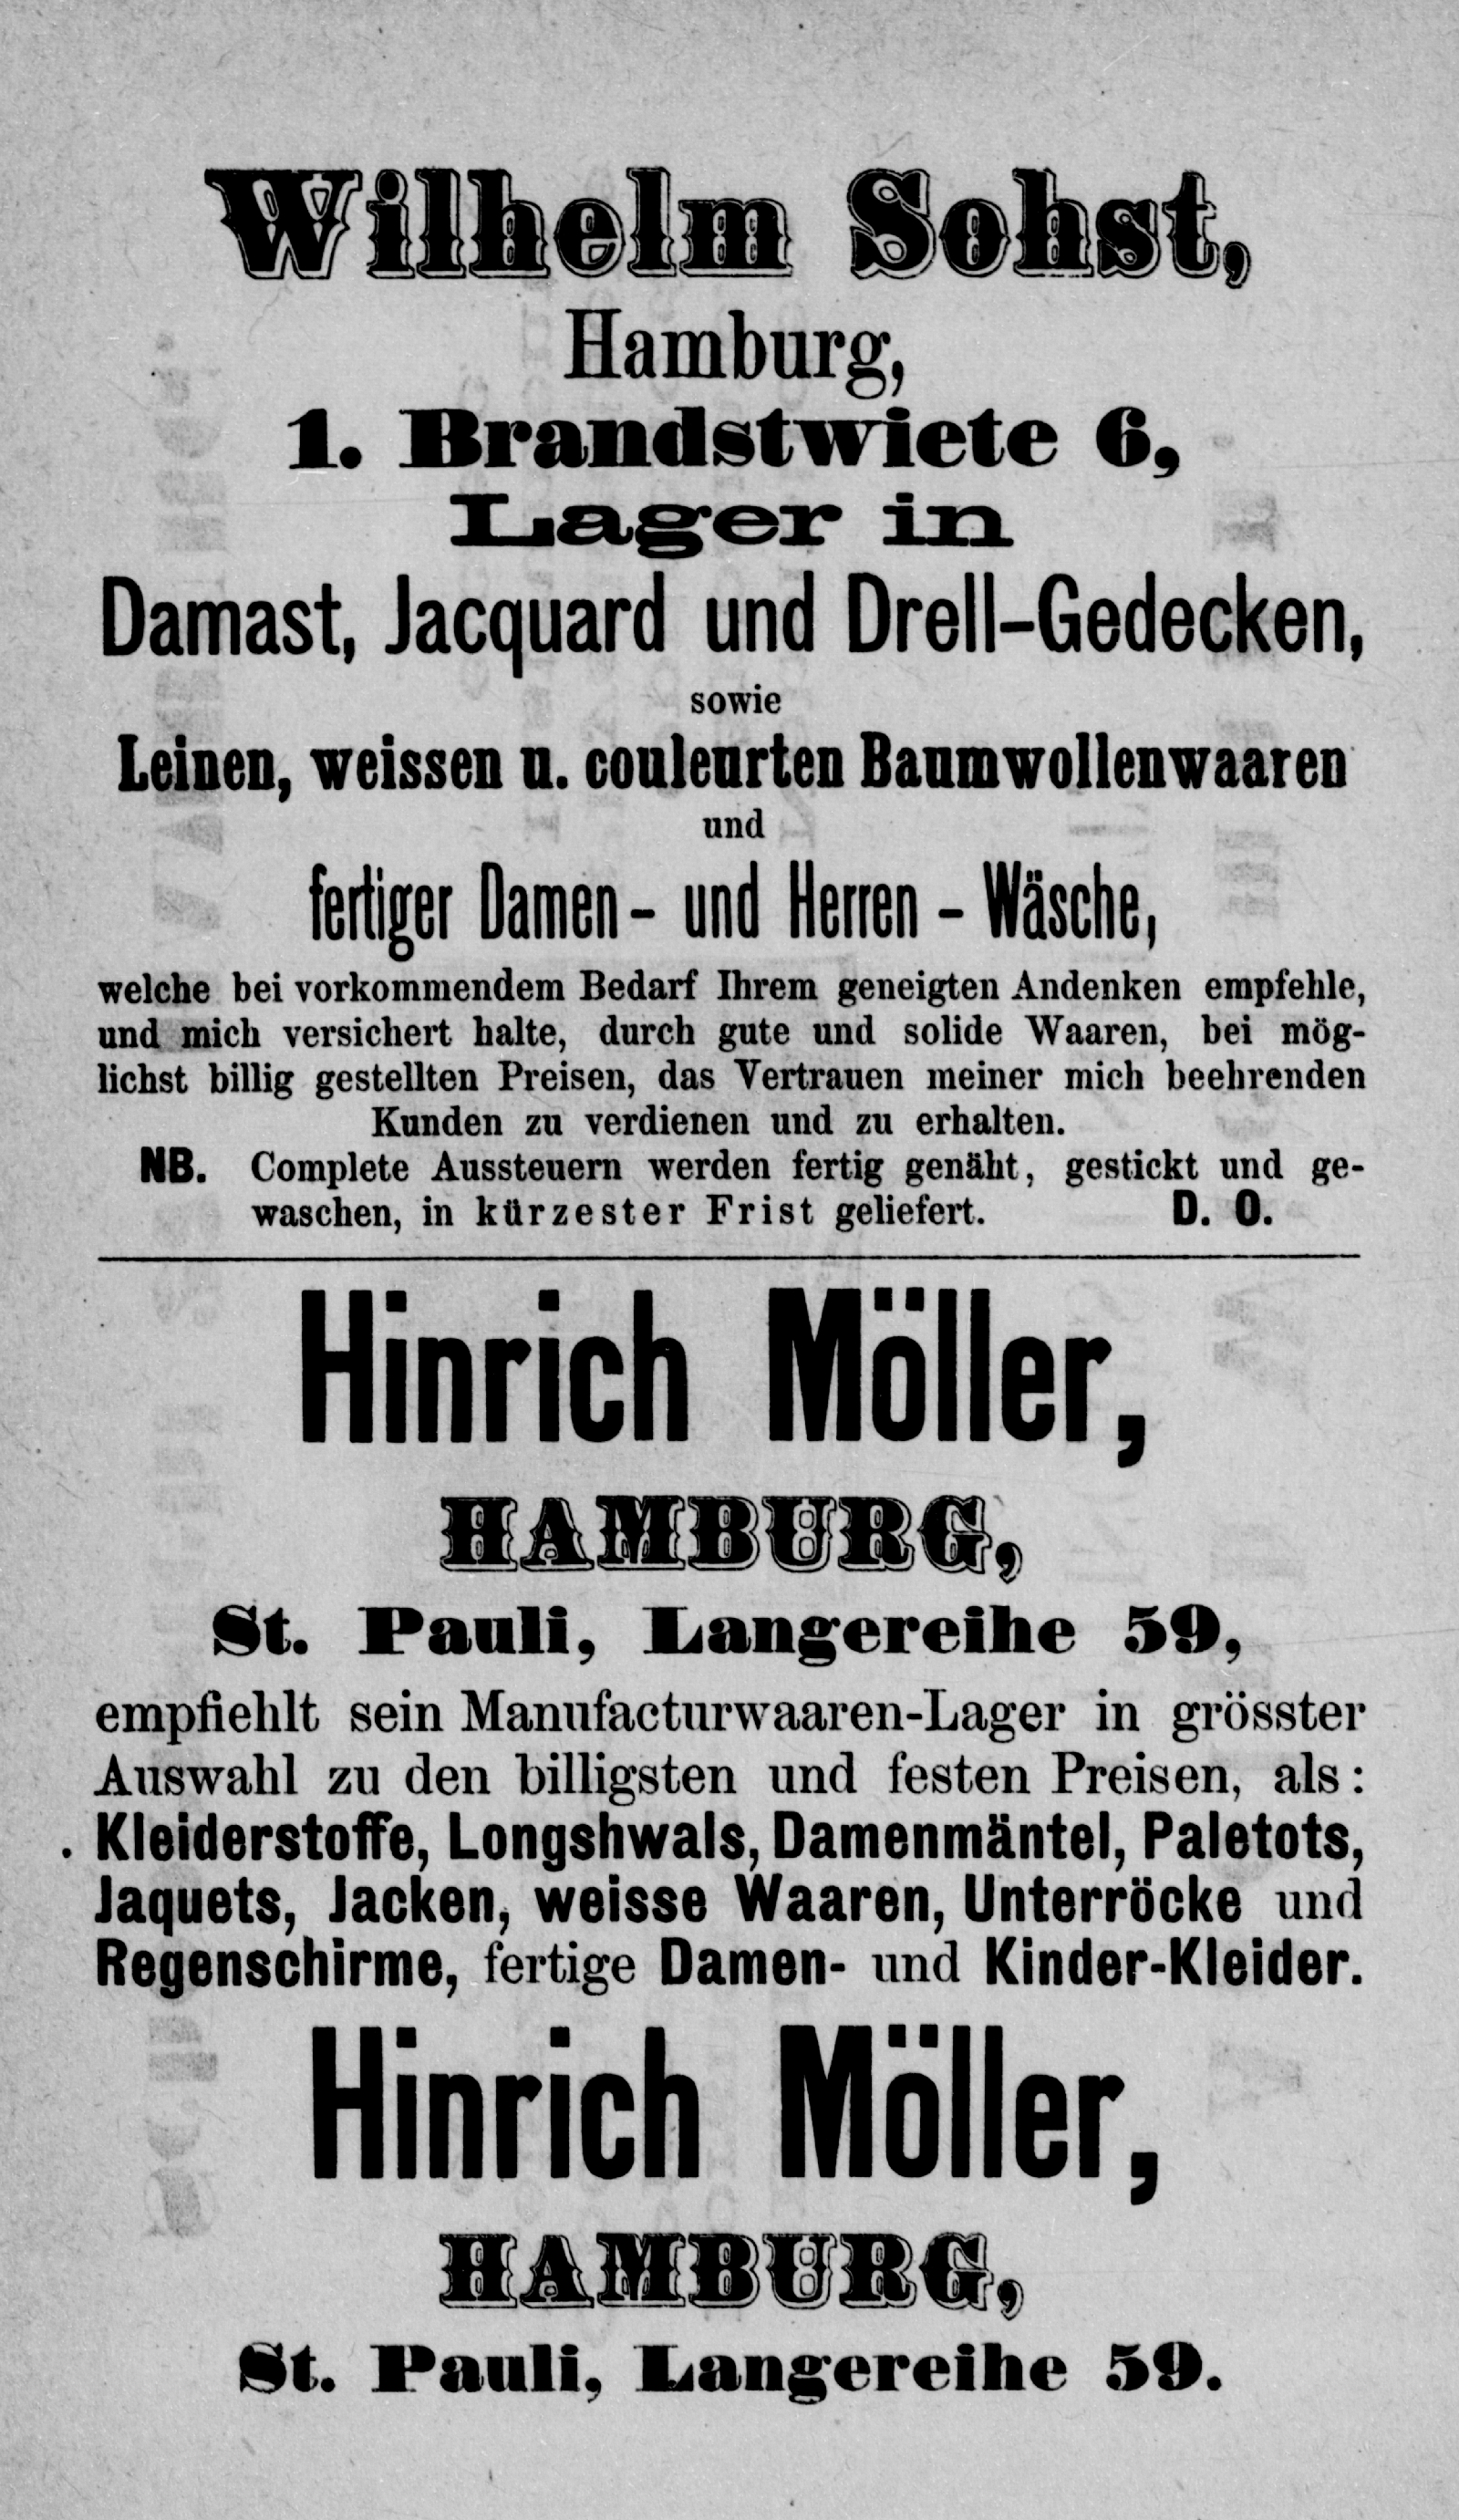 Wilhelm Sohst,
Hamburg,
1. Brandstwiete 6,
Lager in
Damast, Jacquard und Drell-Gedecken,
sowie
Leinen, weissen u. couleurten Baumwollenwaaren
und
fertiger Damen- und Herren-Wäsche,
welche bei vorkommendem Bedarf Ihrem geneigten Andenken empfehle,
und mich versichert halte, durch gute und solide Waaren, bei mög-
lichst billig gestellten Preisen, das Vertrauen meiner mich beehrenden
Kunden zu verdienen und zu erhalten.
NB. Complete Aussteuern werden fertig genäht, gestickt und ge-
waschen, in kürzester Frist geliefert. D. O.
Hinrich Möller,
HAMBURG,
St. Pauli, Langereihe 59,
empfiehlt sein Manufacturwaaren-Lager in grösster
Auswahl zu den billigsten und festen Preisen, als:
Kleiderstoffe, Longshwals, Damenmäntel, Paletots,
Jaquets, Jacken, weisse Waaren, Unterröcke und
Regenschirme, fertige Damen- und Kinder-Kleider.
Hinrich Möller,
HAMBURG,
St. Pauli, Langereihe 59.